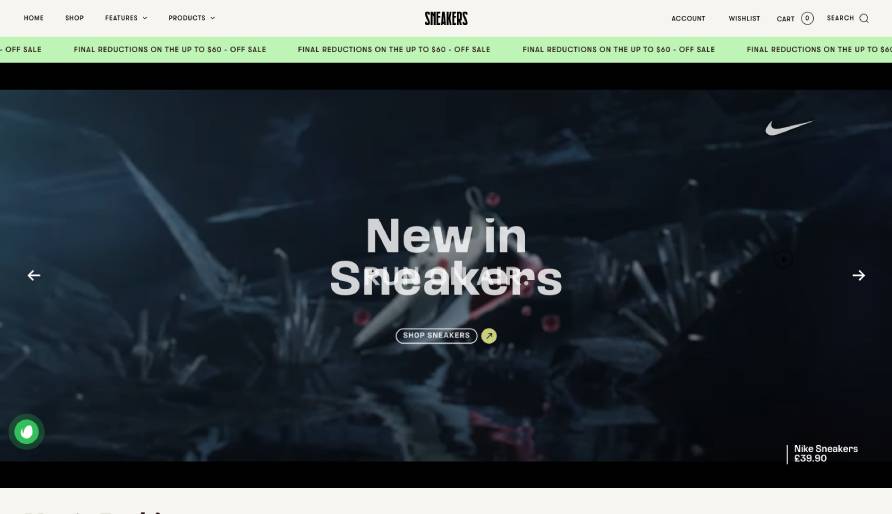 HOME
SHOP
FEATURES
PRODUCTS
SNEAKERS
ACCOUNT
WISHLIST
CART 0
SEARCH
- OFF SALE
FINAL REDUCTIONS ON THE UP TO $60 - OFF SALE
FINAL REDUCTIONS ON THE UP TO $60 - OFF SALE
FINAL REDUCTIONS ON THE UP TO $60 - OFF SALE
FINAL REDUCTIONS ON THE UP TO $60
New in
Sneakers
SHOP SNEAKERS
Nike Sneakers
£39.90